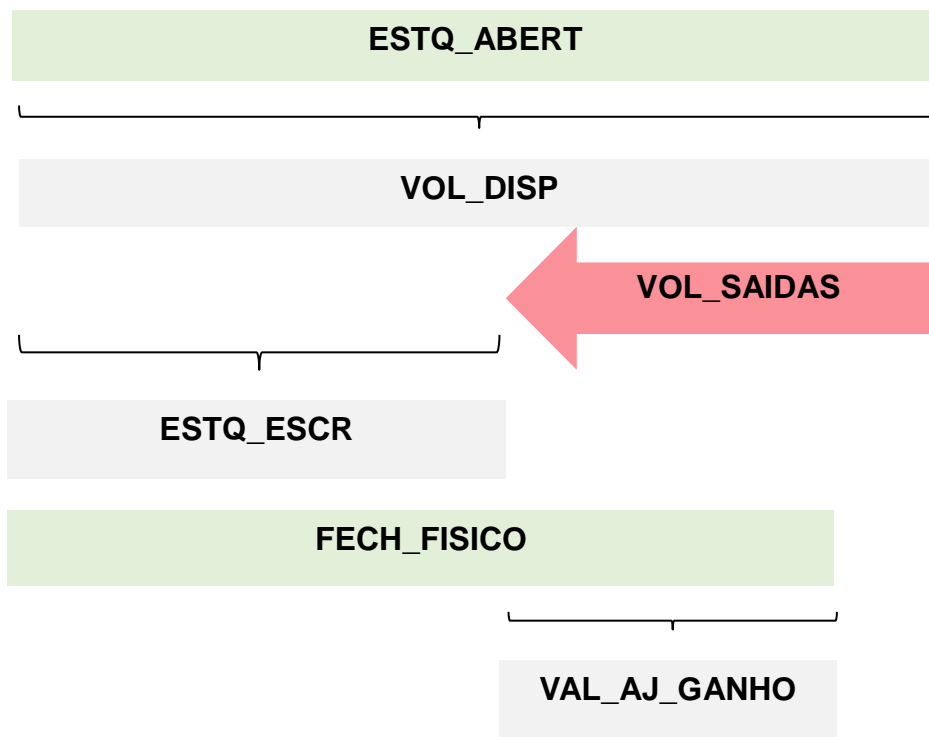 ESTQ_ABERT
VOL_DISP
VOL_SAIDAS
ESTQ_ESCR
FECH_FISICO
VAL_AJ_GANHO